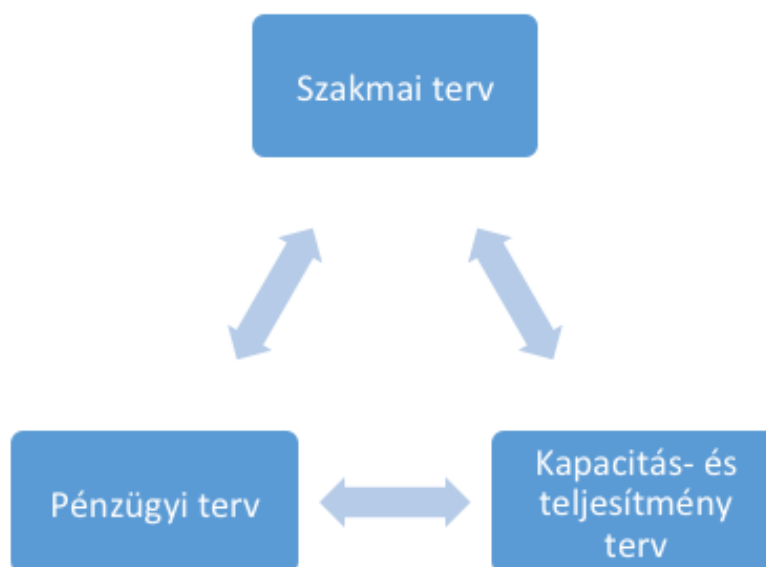 Szakmai terv
Pénzügyi terv
Kapacitás- és
teljesítmény
terv